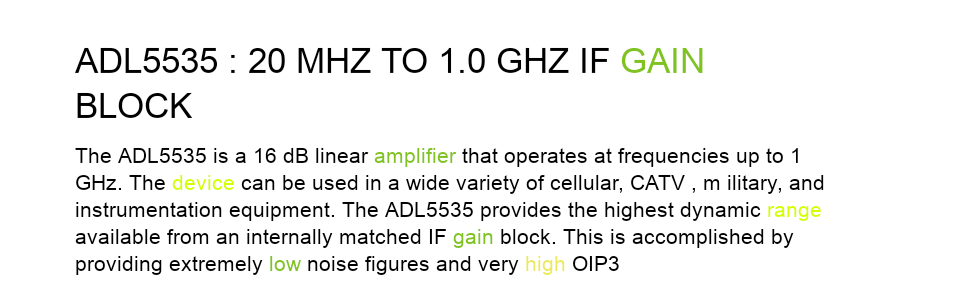 ADL5535 : 20 MHZ TO 1.0 GHZ IF GAIN
BLOCK
The ADL5535 is a 16 dB linear amplifier that operates at frequencies up to 1
GHz. The device can be used in a wide variety of cellular, CATV , m ilitary, and
instrumentation equipment. The ADL5535 provides the highest dynamic range
available from an internally matched IF gain block. This is accomplished by
providing extremely low noise figures and very high OIP3